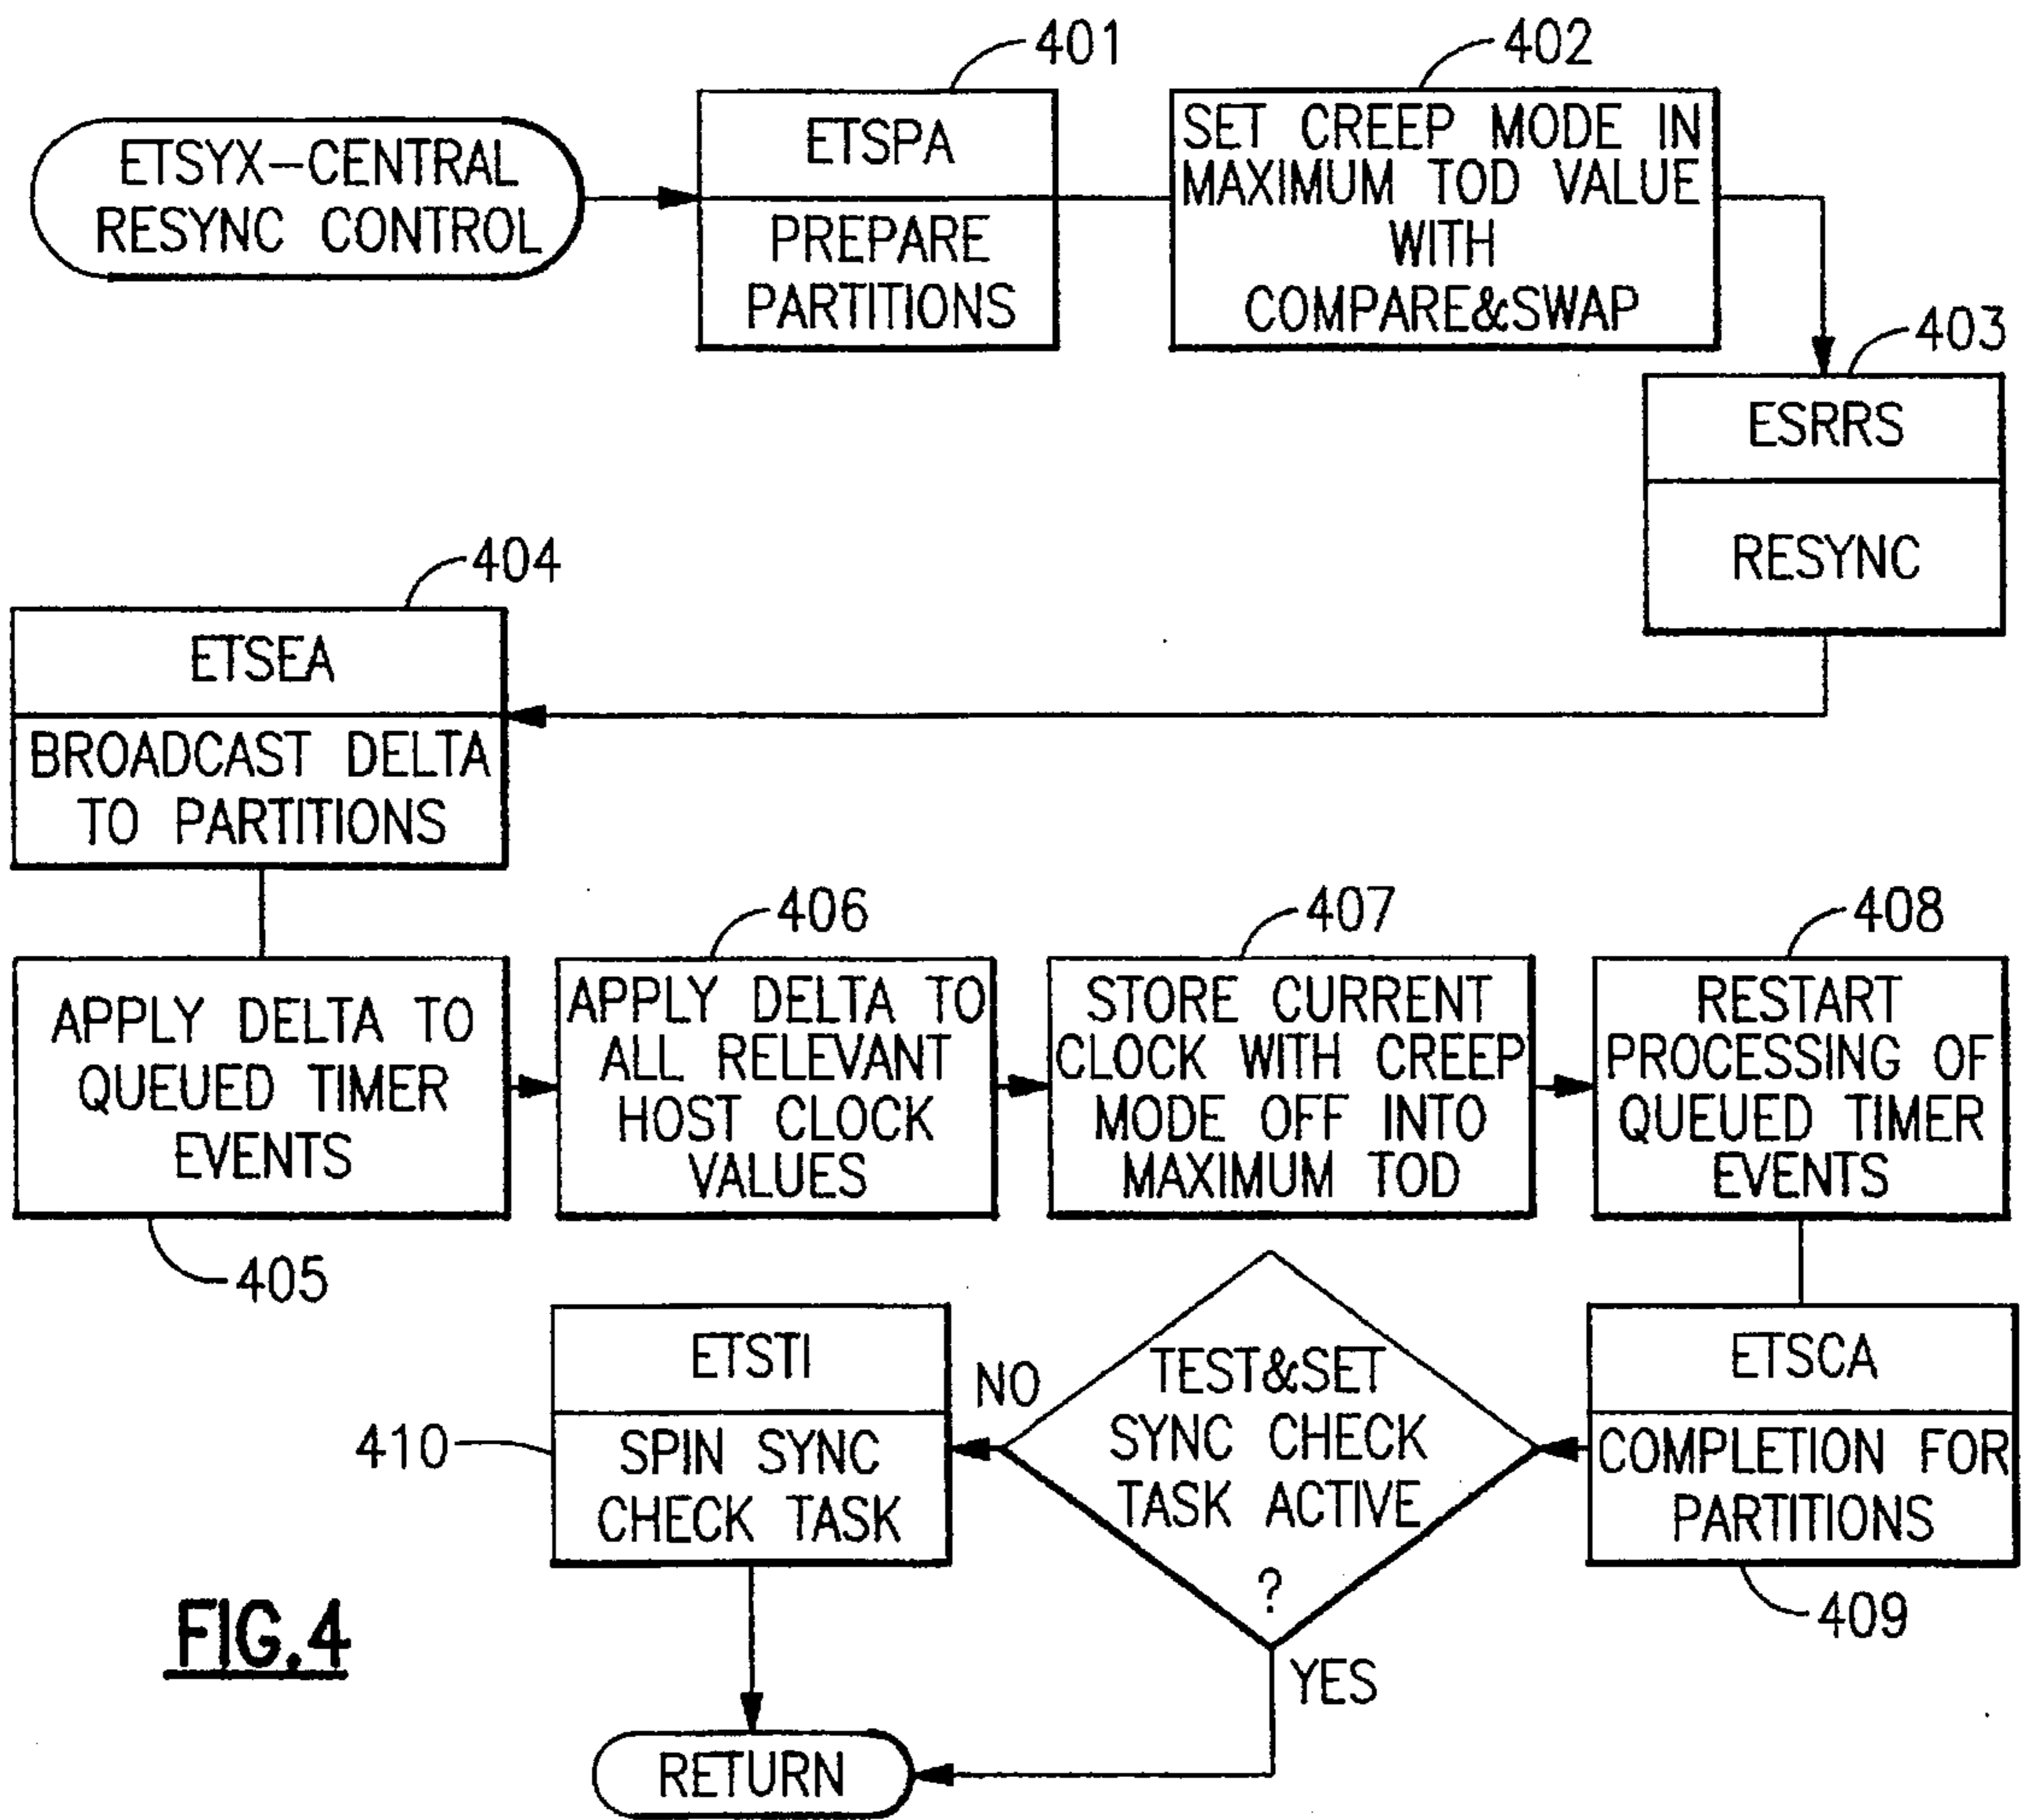 401
402
ETSYX-CENTRAL
RESYNC CONTROL
ETSPA
PREPARE
PARTITIONS
SET CREEP MODE IN
MAXIMUM TOD VALUE
WITH
COMPARE&SWAP
403
ESRRS
RESYNC
404
ETSEA
BROADCAST DELTA
TO PARTITIONS
405
APPLY DELTA TO
QUEUED TIMER
EVENTS
406
APPLY DELTA TO
ALL RELEVANT
HOST CLOCK
VALUES
407
STORE CURRENT
CLOCK WITH CREEP
MODE OFF INTO
MAXIMUM TOD
408
RESTART
PROCESSING OF
QUEUED TIMER
EVENTS
ETSCA
COMPLETION FOR
PARTITIONS
409
TEST&SET
SYNC CHECK
TASK ACTIVE
?
NO
YES
ETSTI
SPIN SYNC
CHECK TASK
410
RETURN
FIG.4